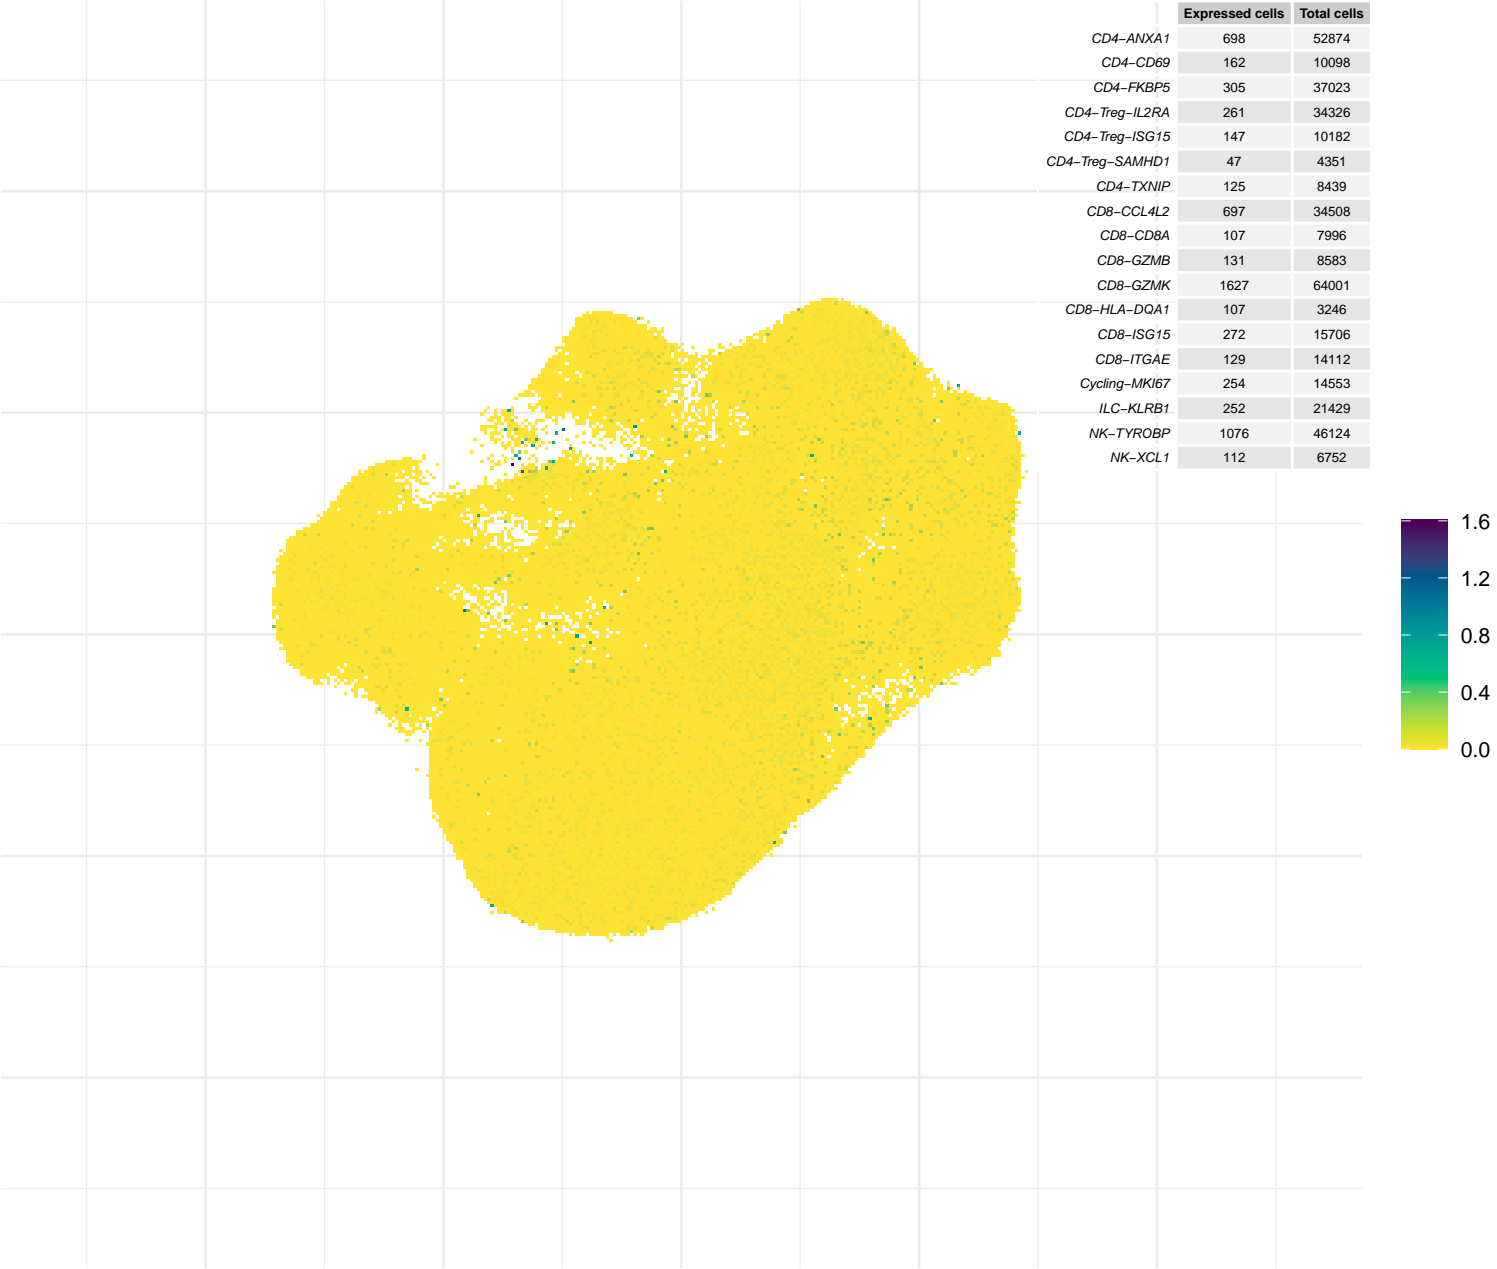 Expressed cells Total cells
CD4−ANXA1 698 52874
CD4−CD69 162 10098
CD4−FKBP5 305 37023
CD4−Treg−IL2RA 261 34326
CD4−Treg−ISG15 147 10182
CD4−Treg−SAMHD1 47 4351
CD4−TXNIP 125 8439
CD8−CCL4L2 697 34508
CD8−CD8A 107 7996
CD8−GZMB 131 8583
CD8−GZMK 1627 64001
CD8−HLA−DQA1 107 3246
CD8−ISG15 272 15706
CD8−ITGAE 129 14112
Cycling−MKI67 254 14553
ILC−KLRB1 252 21429
NK−TYROBP 1076 46124
NK−XCL1 112 6752
1.6
1.2
0.8
0.4
0.0